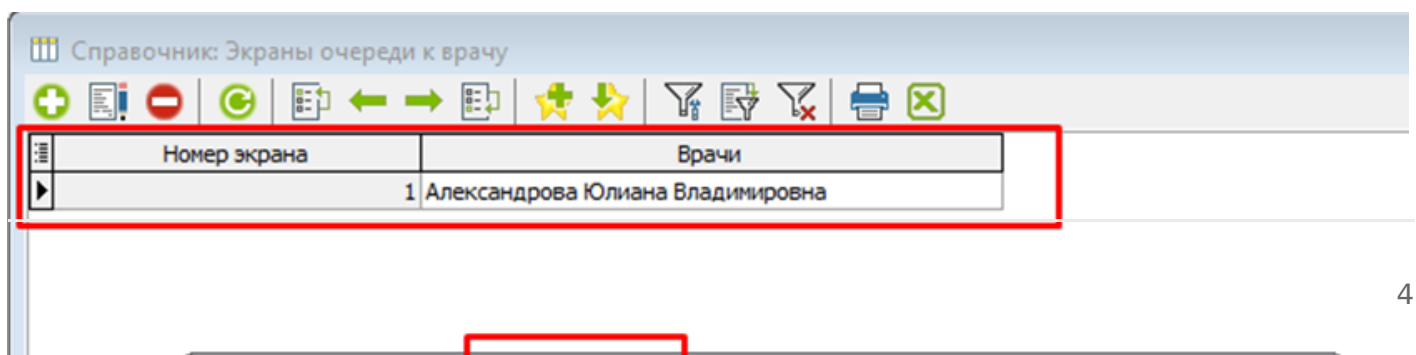 Справочник: Экраны очереди к врачу
Номер экрана Врачи
1 Александрова Юлиана Владимировна
4